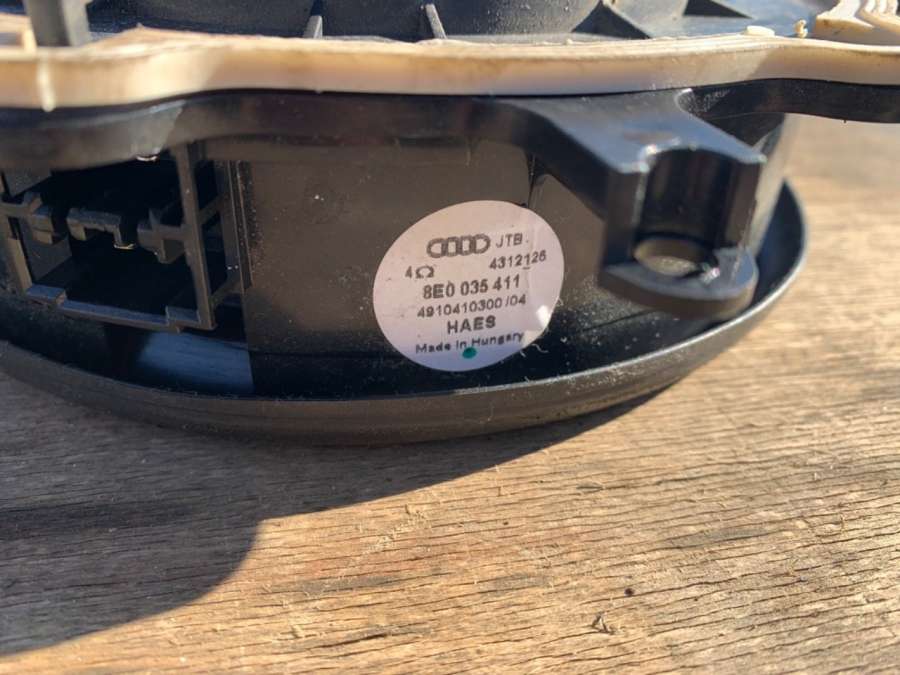 JTB.
4Ω 4312126
8E0 035 411
4910410300/04
HAES
Made in Hungary